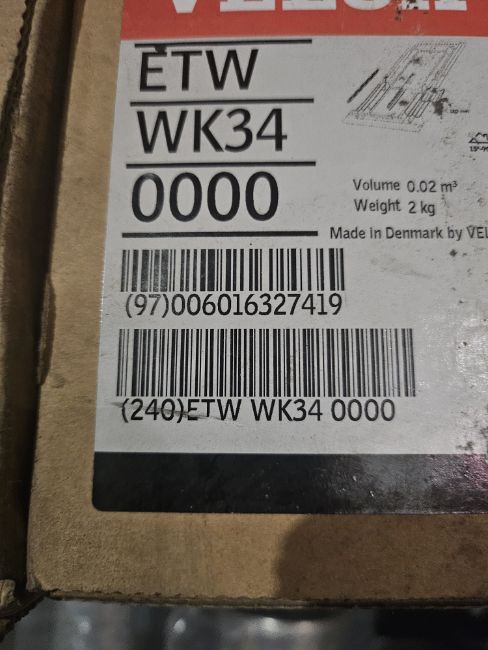 ETW
WK34
0000
Volume 0.02 m³
Weight 2 kg
Made in Denmark by VEL
(97)006016327419
(240)ETW WK34 0000